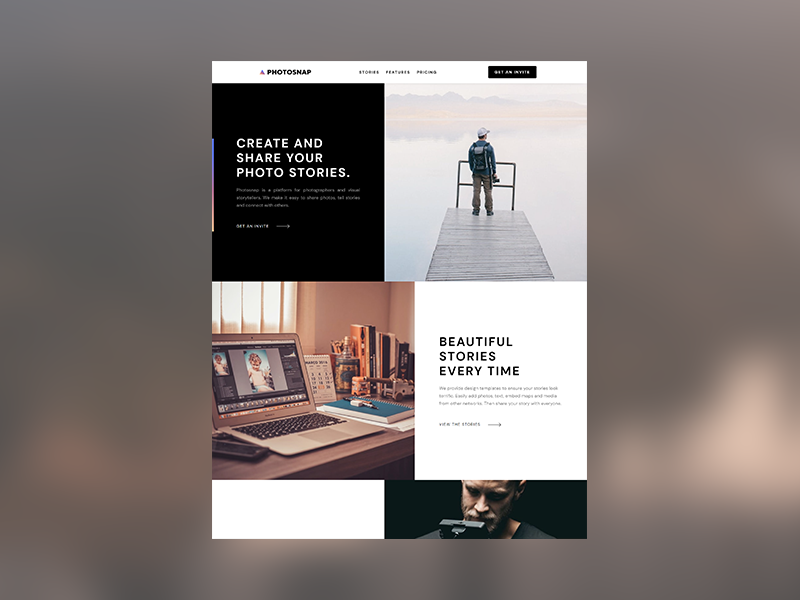 PHOTOSNAP
STORIES FEATURES PRICING
GET AN INVITE
CREATE AND
SHARE YOUR
PHOTO STORIES.
Photosnap is a platform for photographers and visual
storytellers. We make it easy to share photos, tell stories
and connect with others.
GET AN INVITE
BEAUTIFUL
STORIES
EVERY TIME
We provide design templates to ensure your stories look
terrific. Easily add photos, text, embed maps and media
from other networks. Then share your story with everyone.
VIEW THE STORIES